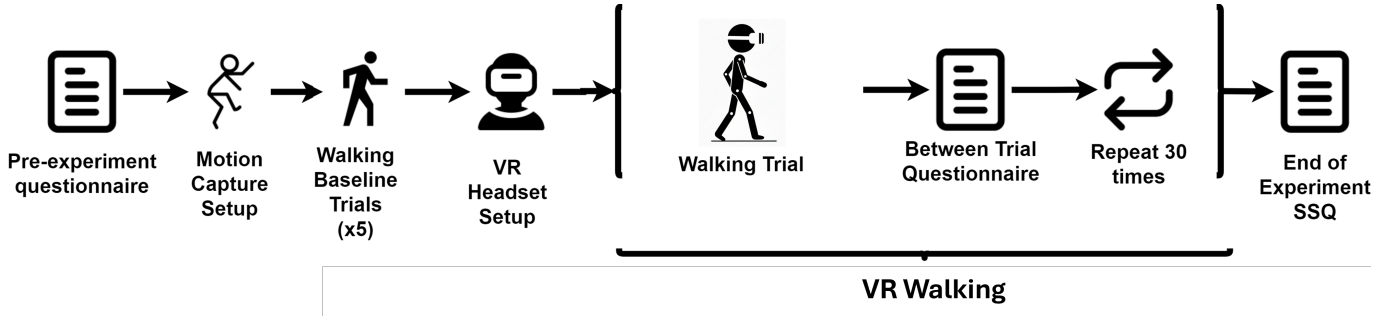 Pre-experiment
questionnaire
Motion
Capture
Setup
Walking
Baseline
Trials
(x5)
VR
Headset
Setup
Walking Trial
Between Trial
Questionnaire
Repeat 30
times
End of
Experiment
SSQ
VR Walking